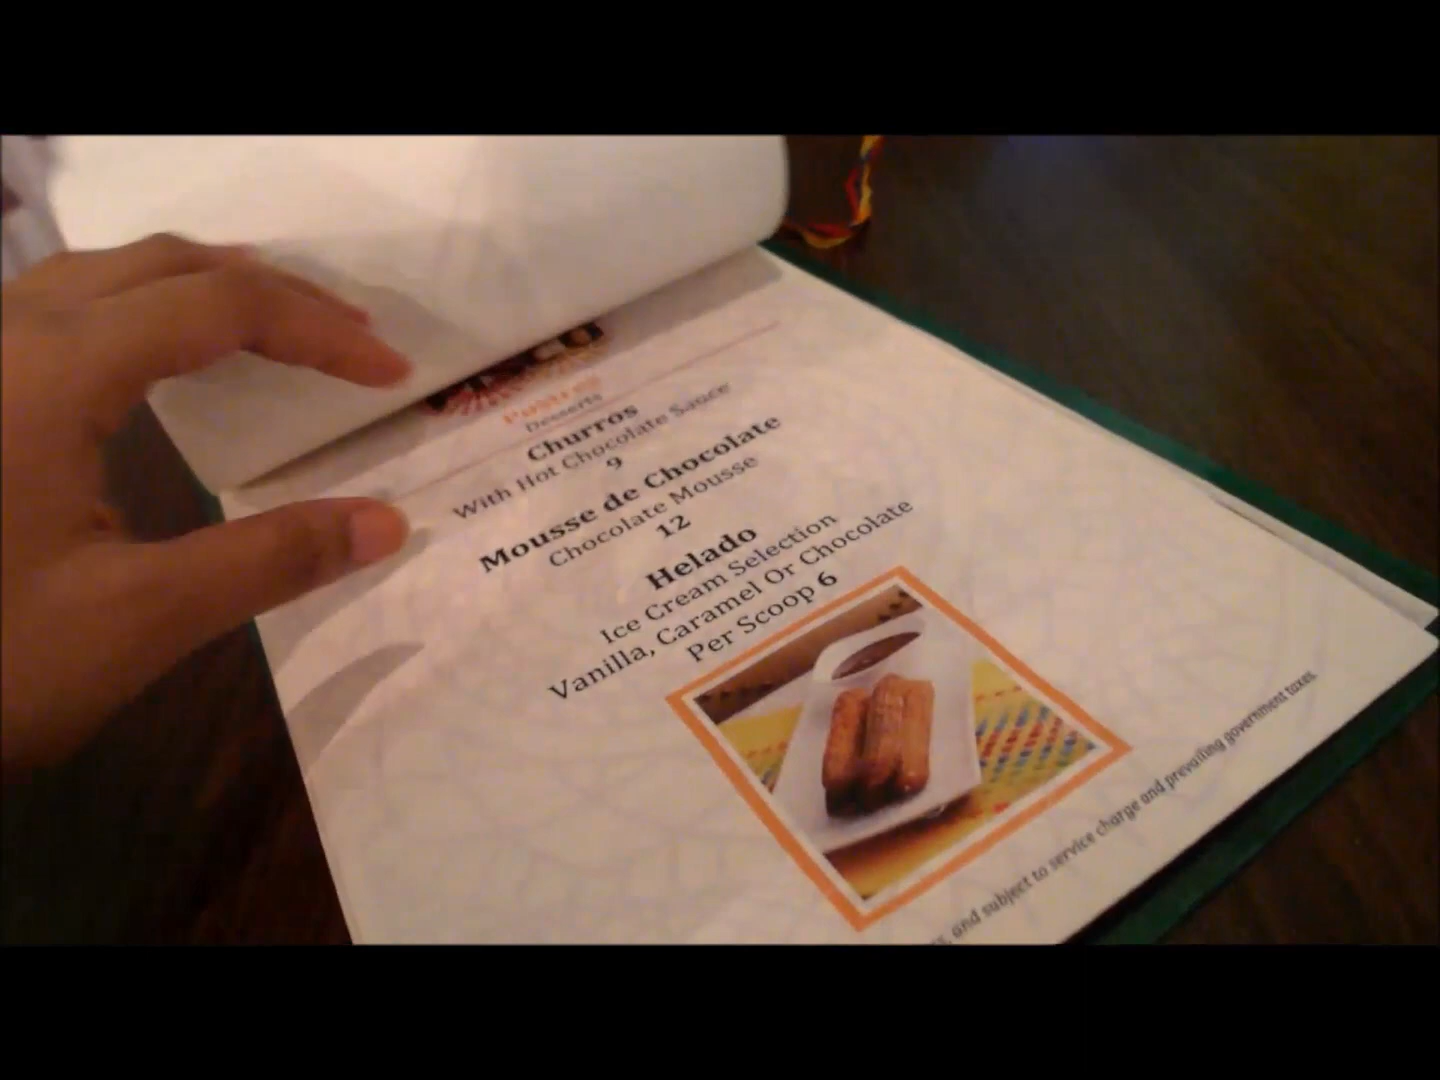 Postres
Desserts
Churros
With Hot Chocolate Sauce
9
Mousse de Chocolate
Chocolate Mousse
12
Helado
Ice Cream Selection
Vanilla, Caramel Or Chocolate
Per Scoop 6
and subject to service charge and prevailing government taxes.